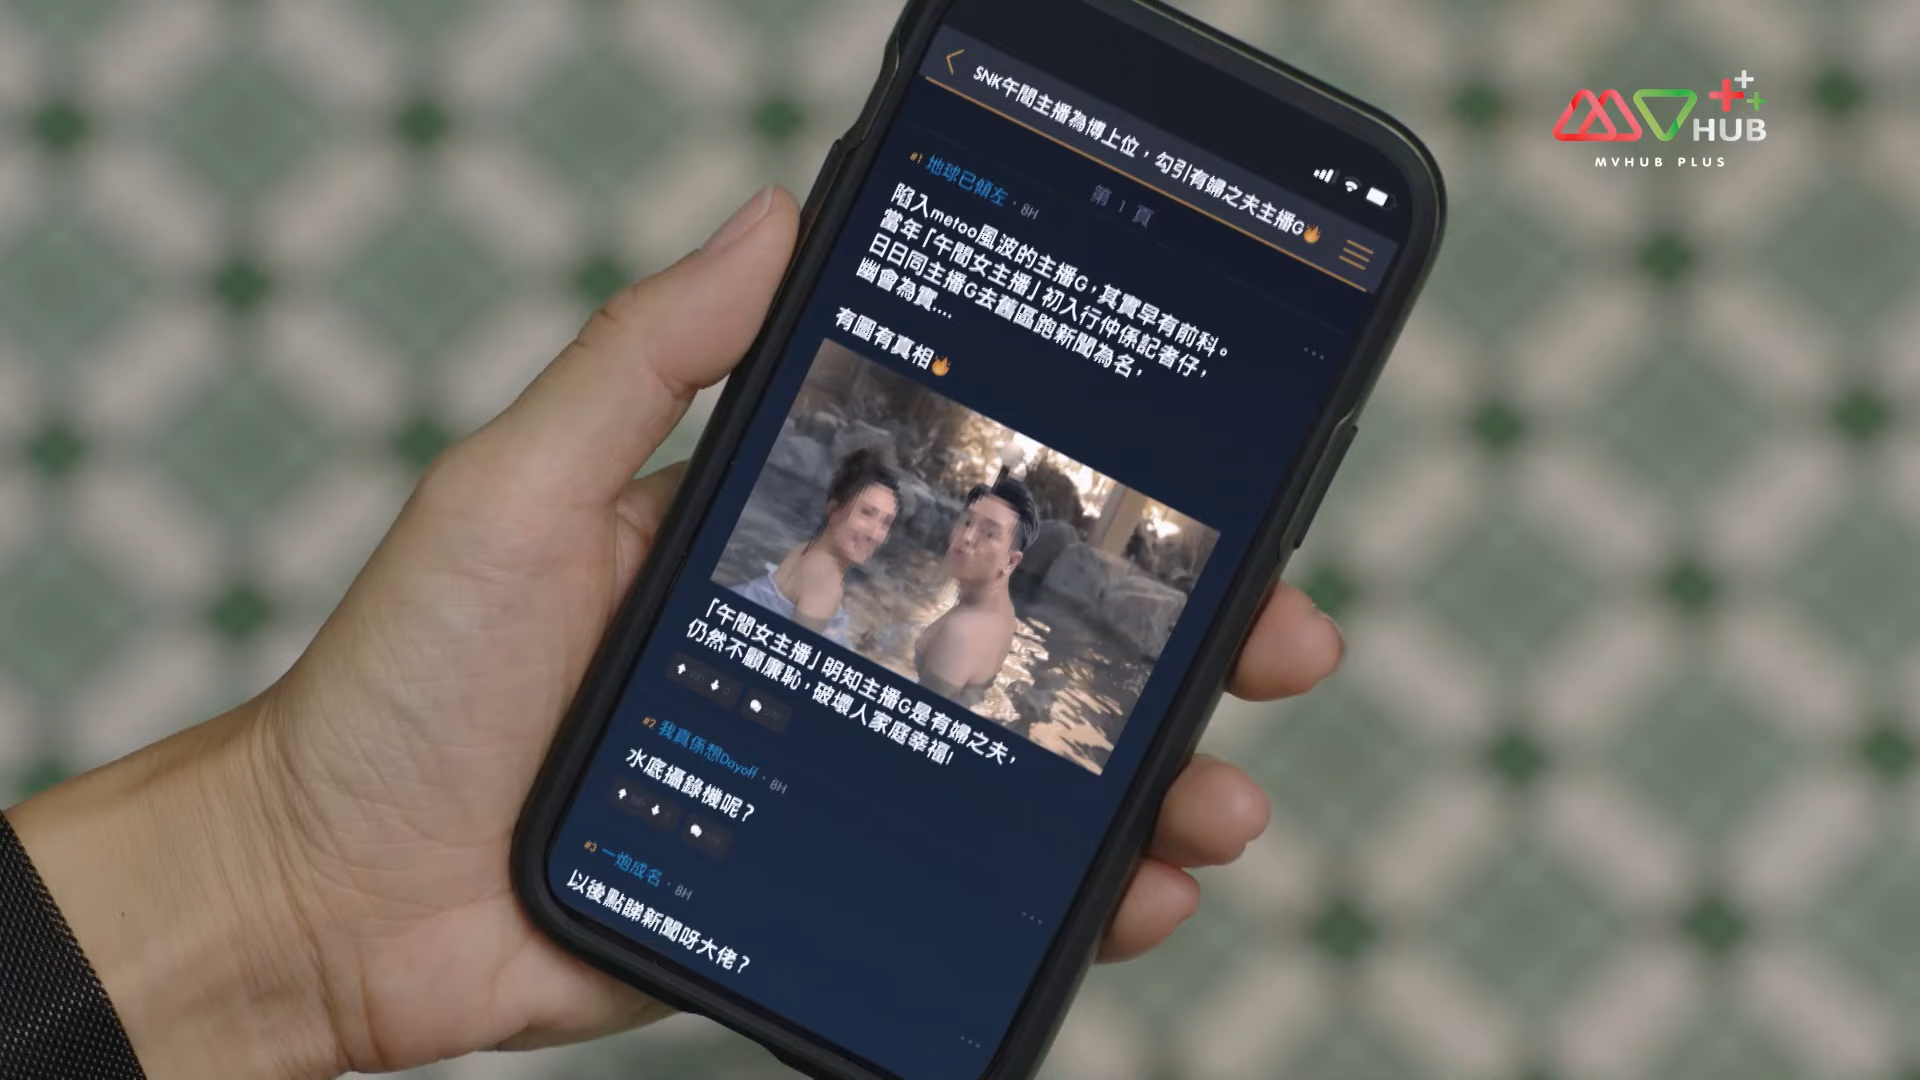 SNK午間主播為博上位，勾引有婦之夫主播G🔥
第 1 頁
#1 地球已傾左 · 8H
陷入metoo風波的主播G，其實早有前科。
當年「午間女主播」初入行仲係記者仔，
日日同主播G去舊區跑新聞為名，
幽會為實....
有圖有真相🔥
「午間女主播」明知主播G是有婦之夫，
仍然不顧廉恥，破壞人家庭幸福!
#2 我真係想Dayoff · 8H
水底攝錄機呢？
#3 一炮成名 · 8H
以後點睇新聞呀大佬？
MV HUB
MVHUB PLUS